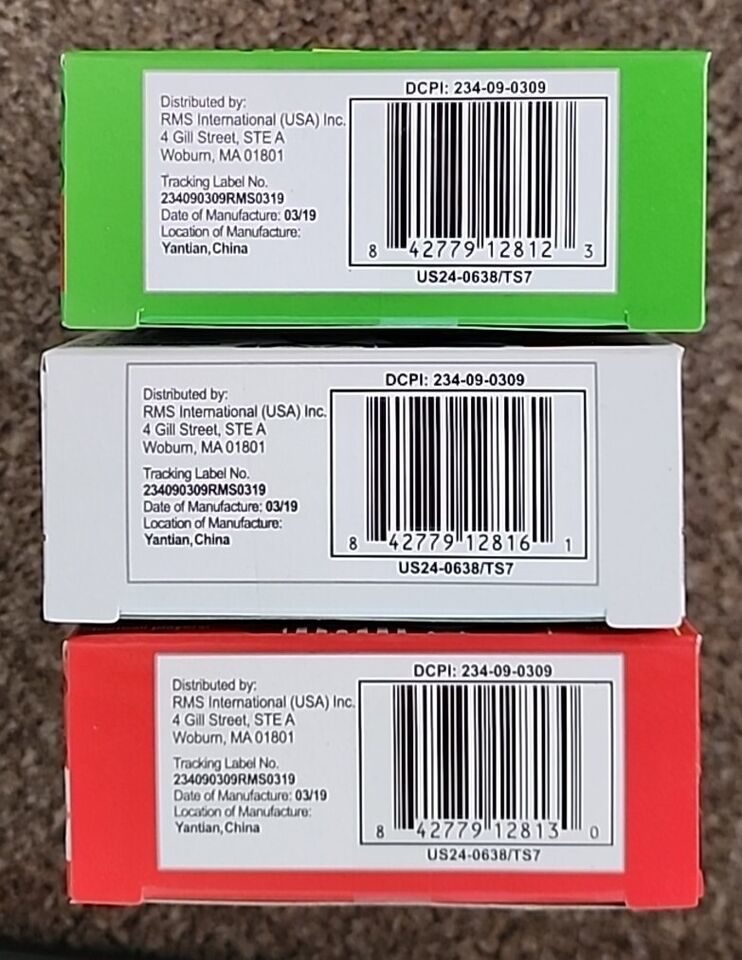 DCPI: 234-09-0309
Distributed by:
RMS International (USA) Inc.
4 Gill Street, STE A
Woburn, MA 01801
Tracking Label No.
234090309RMS0319
Date of Manufacture: 03/19
Location of Manufacture:
Yantian, China
8 42779 12812 3
US24-0638/TS7
DCPI: 234-09-0309
Distributed by:
RMS International (USA) Inc.
4 Gill Street, STE A
Woburn, MA 01801
Tracking Label No.
234090309RMS0319
Date of Manufacture: 03/19
Location of Manufacture:
Yantian, China
8 42779 12816 1
US24-0638/TS7
DCPI: 234-09-0309
Distributed by:
RMS International (USA) Inc.
4 Gill Street, STE A
Woburn, MA 01801
Tracking Label No.
234090309RMS0319
Date of Manufacture: 03/19
Location of Manufacture:
Yantian, China
8 42779 12813 0
US24-0638/TS7